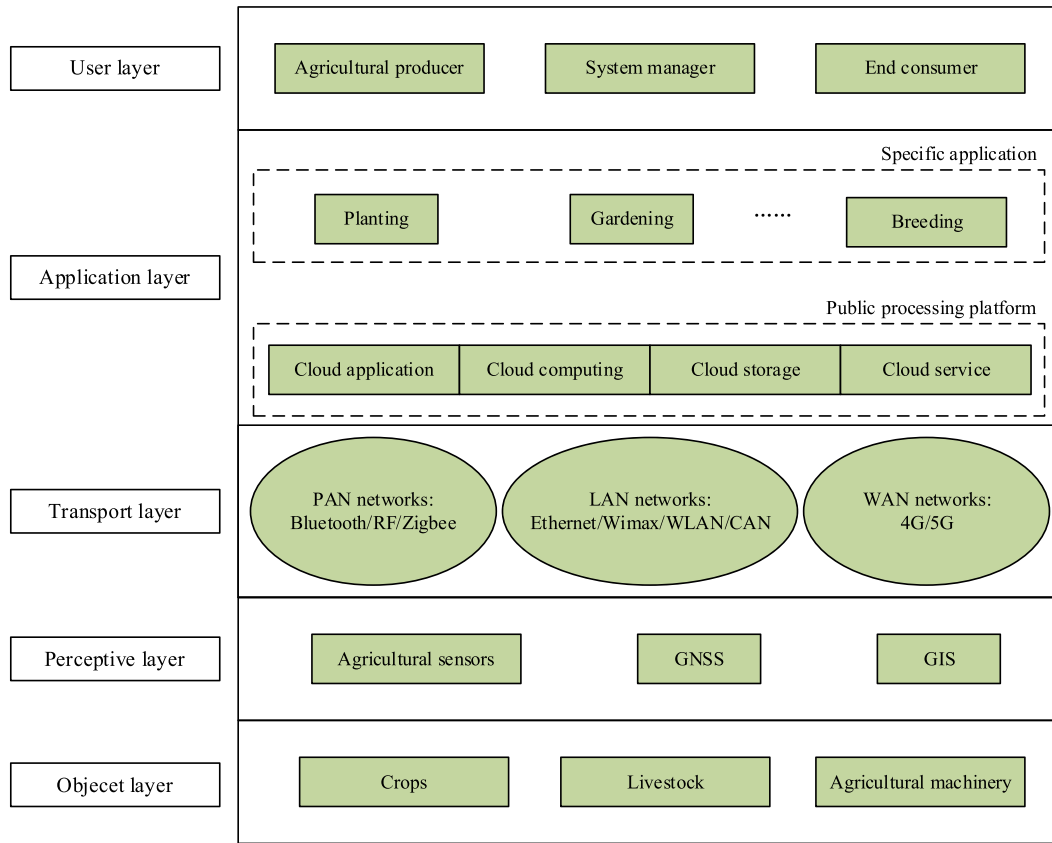 User layer
Agricultural producer
System manager
End consumer
Specific application
Planting
Gardening
......
Breeding
Application layer
Public processing platform
Cloud application
Cloud computing
Cloud storage
Cloud service
Transport layer
PAN networks:
Bluetooth/RF/Zigbee
LAN networks:
Ethernet/Wimax/WLAN/CAN
WAN networks:
4G/5G
Perceptive layer
Agricultural sensors
GNSS
GIS
Objecet layer
Crops
Livestock
Agricultural machinery